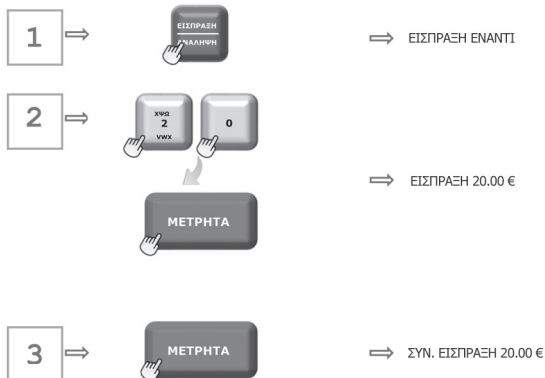 1
ΕΙΣΠΡΑΞΗ
ΑΝΑΛΗΨΗ
ΕΙΣΠΡΑΞΗ ΕΝΑΝΤΙ
2
ΧΨΩ
2
VWX
0
ΜΕΤΡΗΤΑ
ΕΙΣΠΡΑΞΗ 20.00 €
3
ΜΕΤΡΗΤΑ
ΣΥΝ. ΕΙΣΠΡΑΞΗ 20.00 €